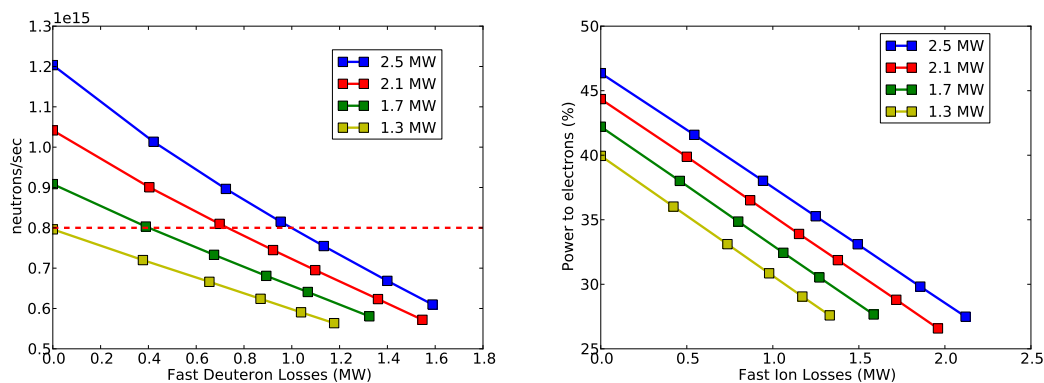 1e15
1.3
1.2
1.1
1.0
0.9
0.8
0.7
0.6
0.5
neutrons/sec
2.5 MW
2.1 MW
1.7 MW
1.3 MW
0.0 0.2 0.4 0.6 0.8 1.0 1.2 1.4 1.6 1.8
Fast Deuteron Losses (MW)
50
45
40
35
30
25
Power to electrons (%)
2.5 MW
2.1 MW
1.7 MW
1.3 MW
0.0 0.5 1.0 1.5 2.0 2.5
Fast Ion Losses (MW)